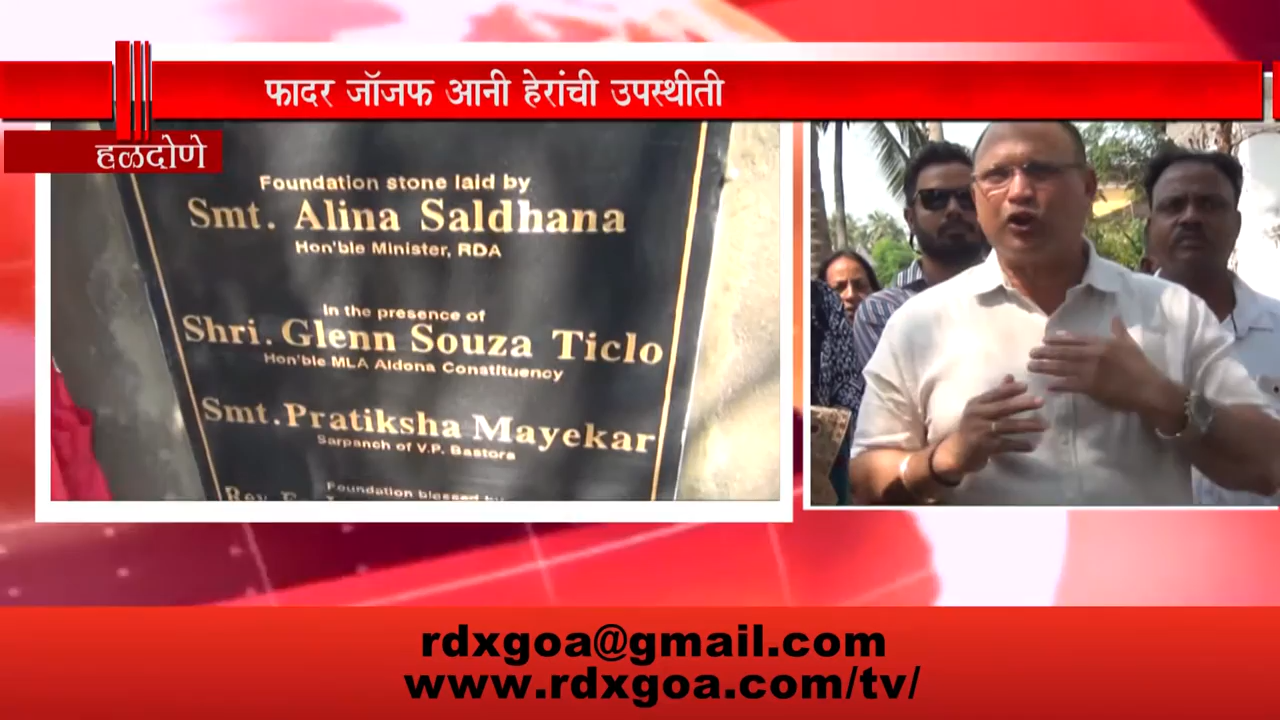 फादर जॉजफ आनी हेरांची उपस्थीती
हळदोणे
Foundation stone laid by
Smt. Alina Saldhana
Hon'ble Minister, RDA
In the presence of
Shri. Glenn Souza Ticlo
Hon'ble MLA Aldona Constituency
Smt. Pratiksha Mayekar
Sarpanch of V.P. Bastora
Foundation blessed by
Rev.
rdxgoa@gmail.com
www.rdxgoa.com/tv/